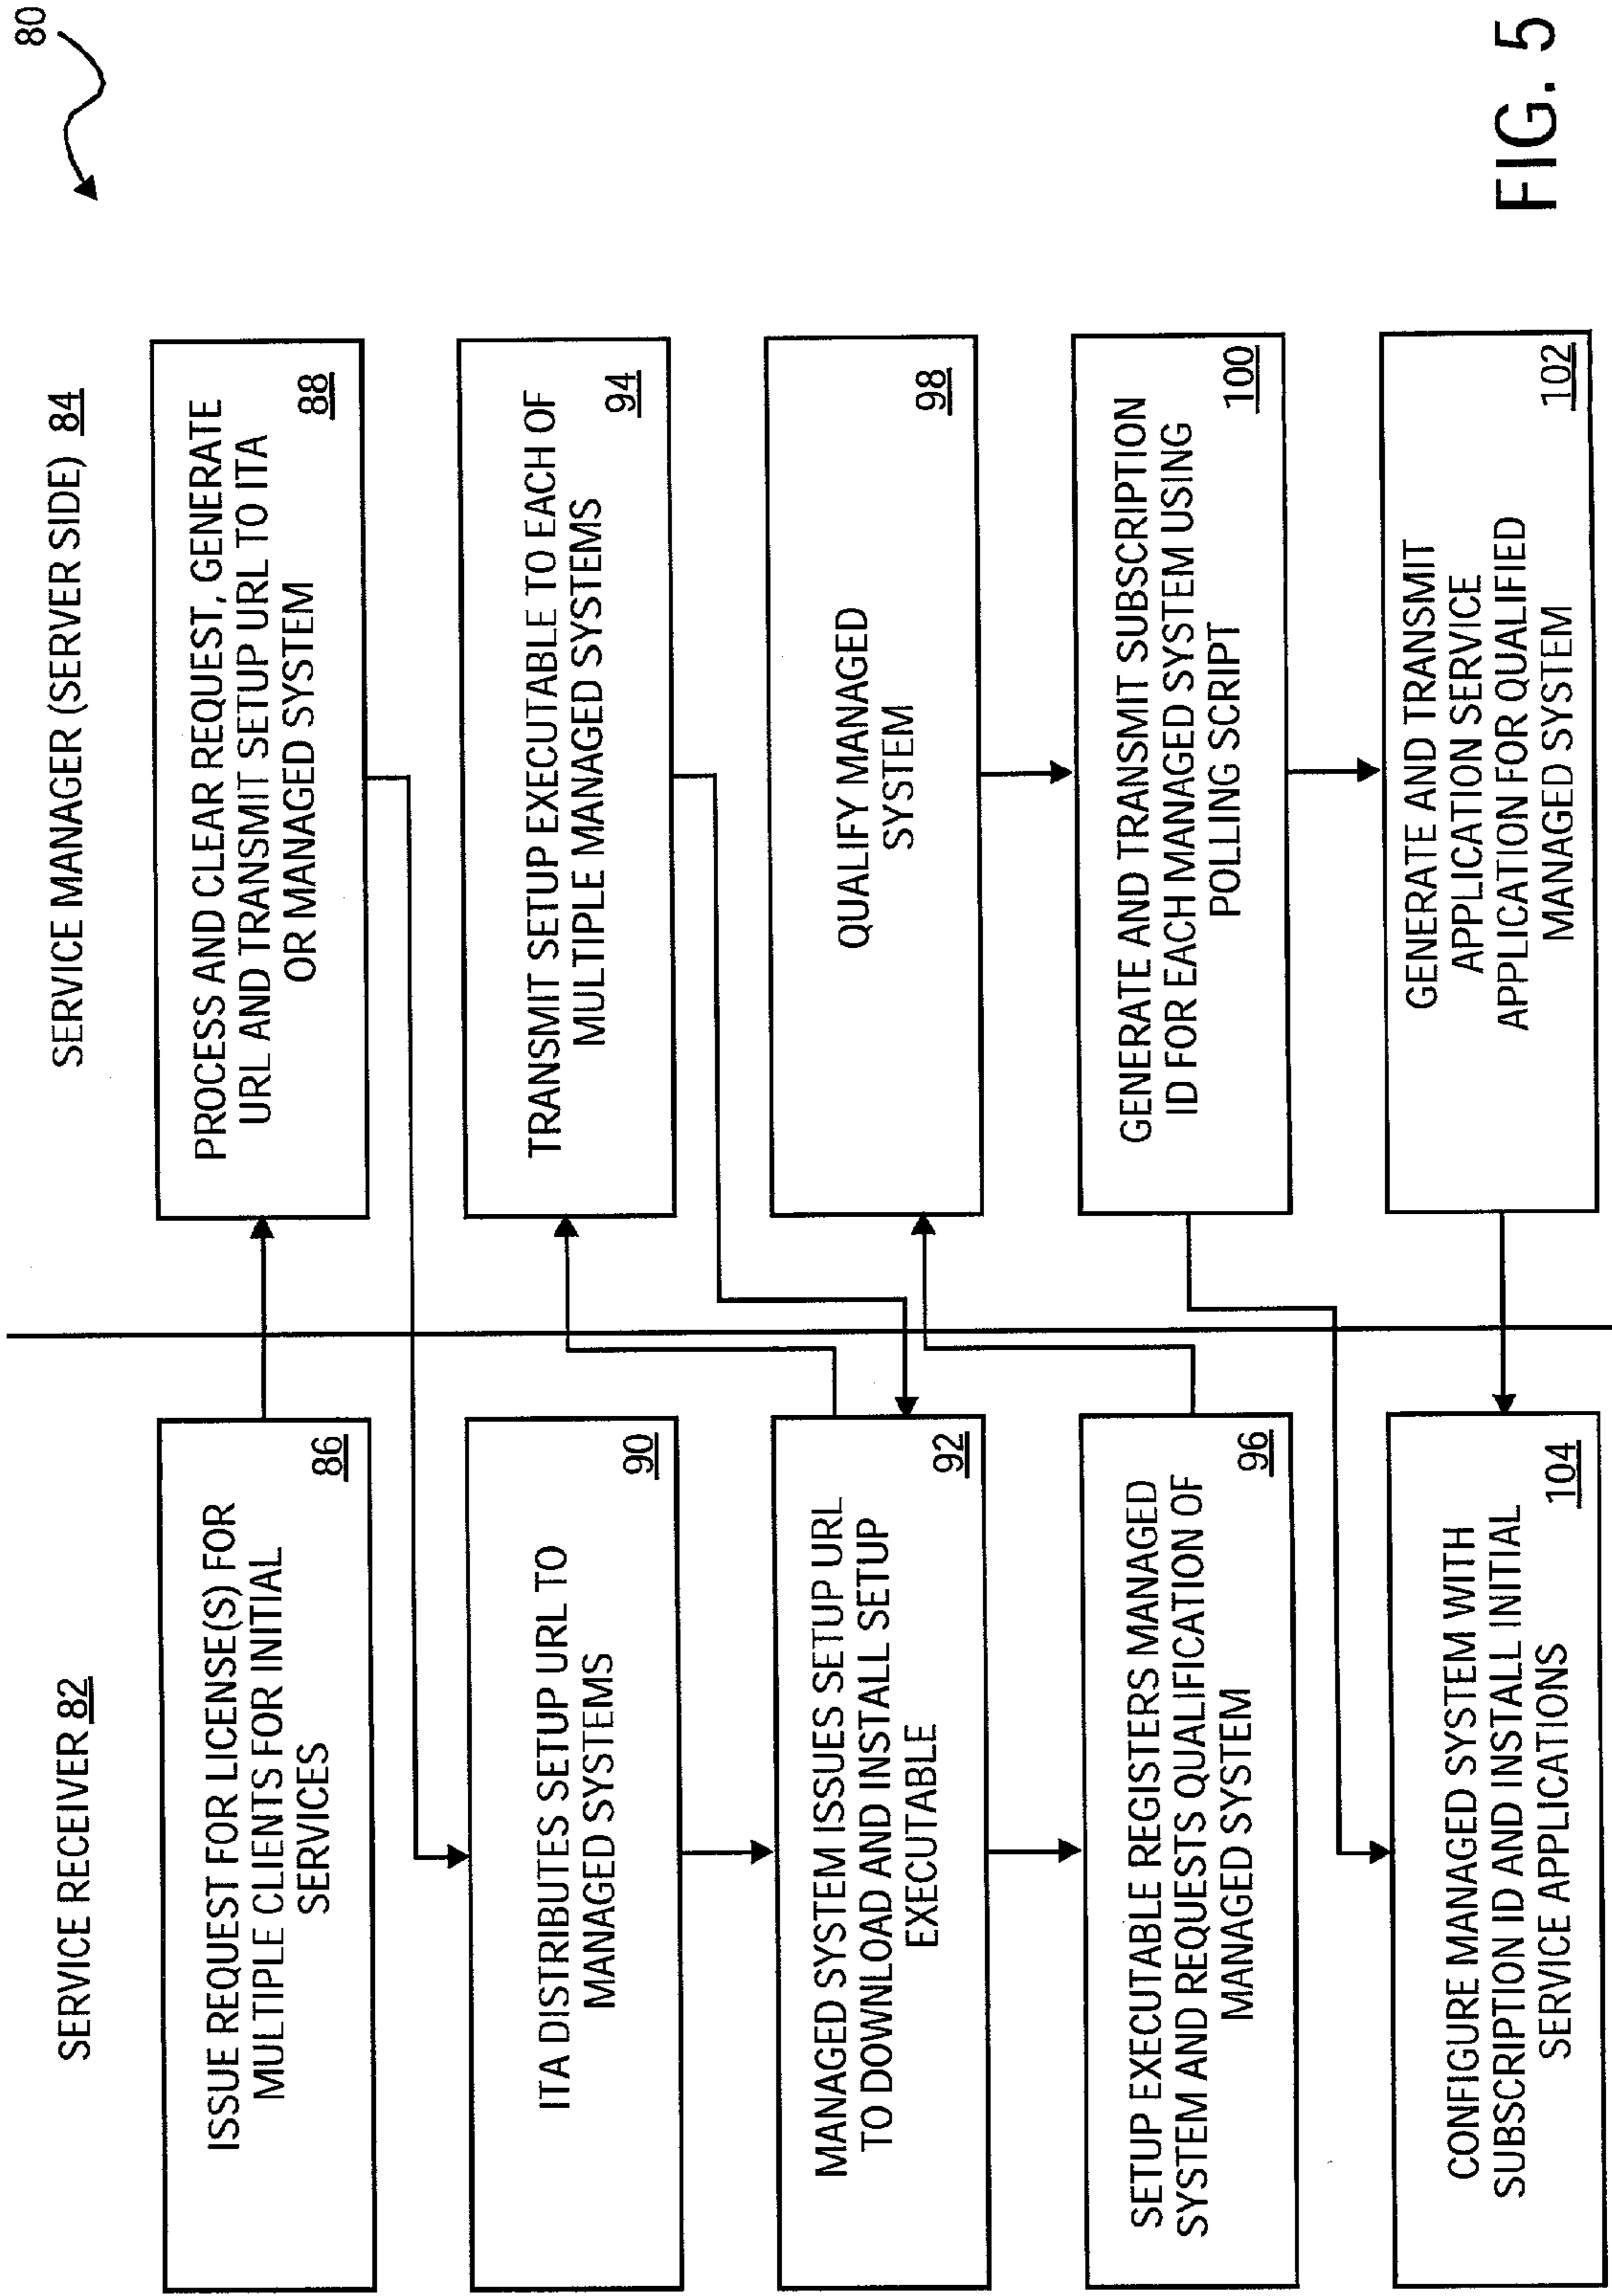 80
SERVICE RECEIVER 82
SERVICE MANAGER (SERVER SIDE) 84
ISSUE REQUEST FOR LICENSE(S) FOR
MULTIPLE CLIENTS FOR INITIAL
SERVICES
86
PROCESS AND CLEAR REQUEST, GENERATE
URL AND TRANSMIT SETUP URL TO ITA
OR MANAGED SYSTEM
88
ITA DISTRIBUTES SETUP URL TO
MANAGED SYSTEMS
90
TRANSMIT SETUP EXECUTABLE TO EACH OF
MULTIPLE MANAGED SYSTEMS
94
MANAGED SYSTEM ISSUES SETUP URL
TO DOWNLOAD AND INSTALL SETUP
EXECUTABLE
92
QUALIFY MANAGED
SYSTEM
98
SETUP EXECUTABLE REGISTERS MANAGED
SYSTEM AND REQUESTS QUALIFICATION OF
MANAGED SYSTEM
96
GENERATE AND TRANSMIT SUBSCRIPTION
ID FOR EACH MANAGED SYSTEM USING
POLLING SCRIPT
100
CONFIGURE MANAGED SYSTEM WITH
SUBSCRIPTION ID AND INSTALL INITIAL
SERVICE APPLICATIONS
104
GENERATE AND TRANSMIT
APPLICATION SERVICE
APPLICATION FOR QUALIFIED
MANAGED SYSTEM
102
FIG. 5